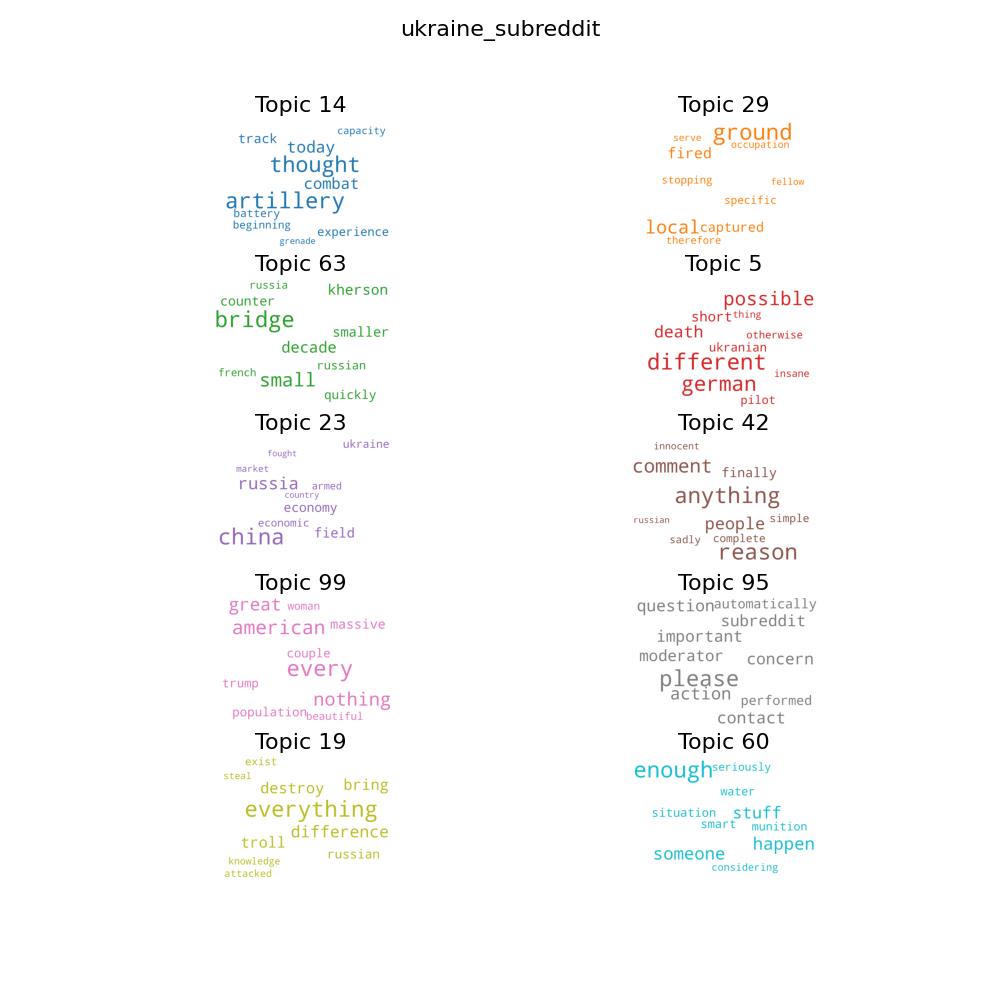 ukraine_subreddit
Topic 14
capacity
track
today
thought
combat
artillery
battery
beginning
experience
grenade
Topic 29
ground
serve
occupation
fired
stopping
fellow
specific
local captured
therefore
Topic 63
russia
kherson
counter
bridge
smaller
decade
russian
french
small
quickly
Topic 5
possible
short thing
death
otherwise
ukranian
different
insane
german
pilot
Topic 23
ukraine
fought
market
russia armed
country
economy
economic
field
china
Topic 42
innocent
comment
finally
anything
russian
people simple
sadly complete
reason
Topic 99
great woman
american massive
couple
every
trump
nothing
population beautiful
Topic 95
question automatically
subreddit
important
moderator
concern
please
action
performed
contact
Topic 19
exist
steal
destroy bring
everything
difference
troll
russian
knowledge
attacked
Topic 60
enough seriously
water
situation stuff
smart munition
happen
someone
considering